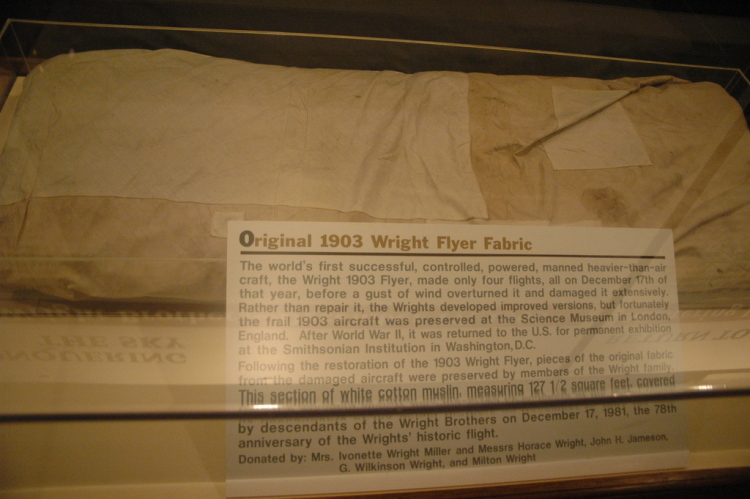 Original 1903 Wright Flyer Fabric
The world's first successful, controlled, powered, manned heavier-than-air
craft, the Wright 1903 Flyer, made only four flights, all on December 17th of
that year, before a gust of wind overturned it and damaged it extensively.
Rather than repair it, the Wrights developed improved versions, but fortunately
the frail 1903 aircraft was preserved at the Science Museum in London,
England. After World War II, it was returned to the U.S. for permanent exhibition
at the Smithsonian Institution in Washington, D.C.
Following the restoration of the 1903 Wright Flyer, pieces of the original fabric
from the damaged aircraft were preserved by members of the Wright family.
This section of white cotton muslin, measuring 127 1/2 square feet, covered
by descendants of the Wright Brothers on December 17, 1981, the 78th
anniversary of the Wrights' historic flight.
Donated by: Mrs. Ivonette Wright Miller and Messrs Horace Wright, John H. Jameson,
G. Wilkinson Wright, and Milton Wright
THE SKY
RETURN TO